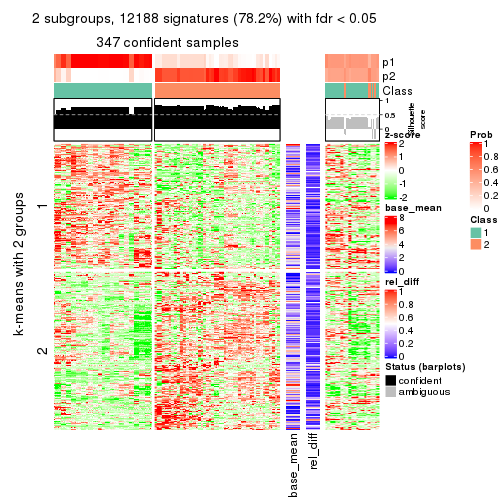 2 subgroups, 12188 signatures (78.2%) with fdr < 0.05
347 confident samples
p1
p2
Class
1
0.5
0
Silhouette
score
k-means with 2 groups
1
2
base_mean
rel_diff
z-score
2
1
0
-1
-2
base_mean
8
6
4
2
0
rel_diff
1
0.8
0.6
0.4
0.2
0
Status (barplots)
confident
ambiguous
Prob
1
0.8
0.6
0.4
0.2
0
Class
1
2